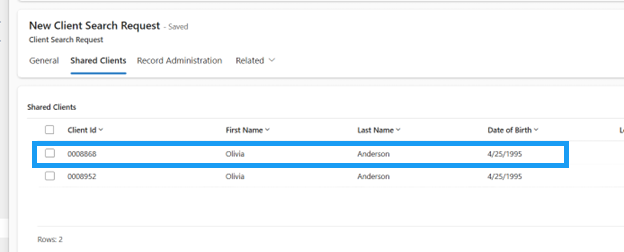 New Client Search Request - Saved
Client Search Request
General Shared Clients Record Administration Related
Shared Clients
Client Id First Name Last Name Date of Birth
0008868 Olivia Anderson 4/25/1995
0008952 Olivia Anderson 4/25/1995
Rows: 2